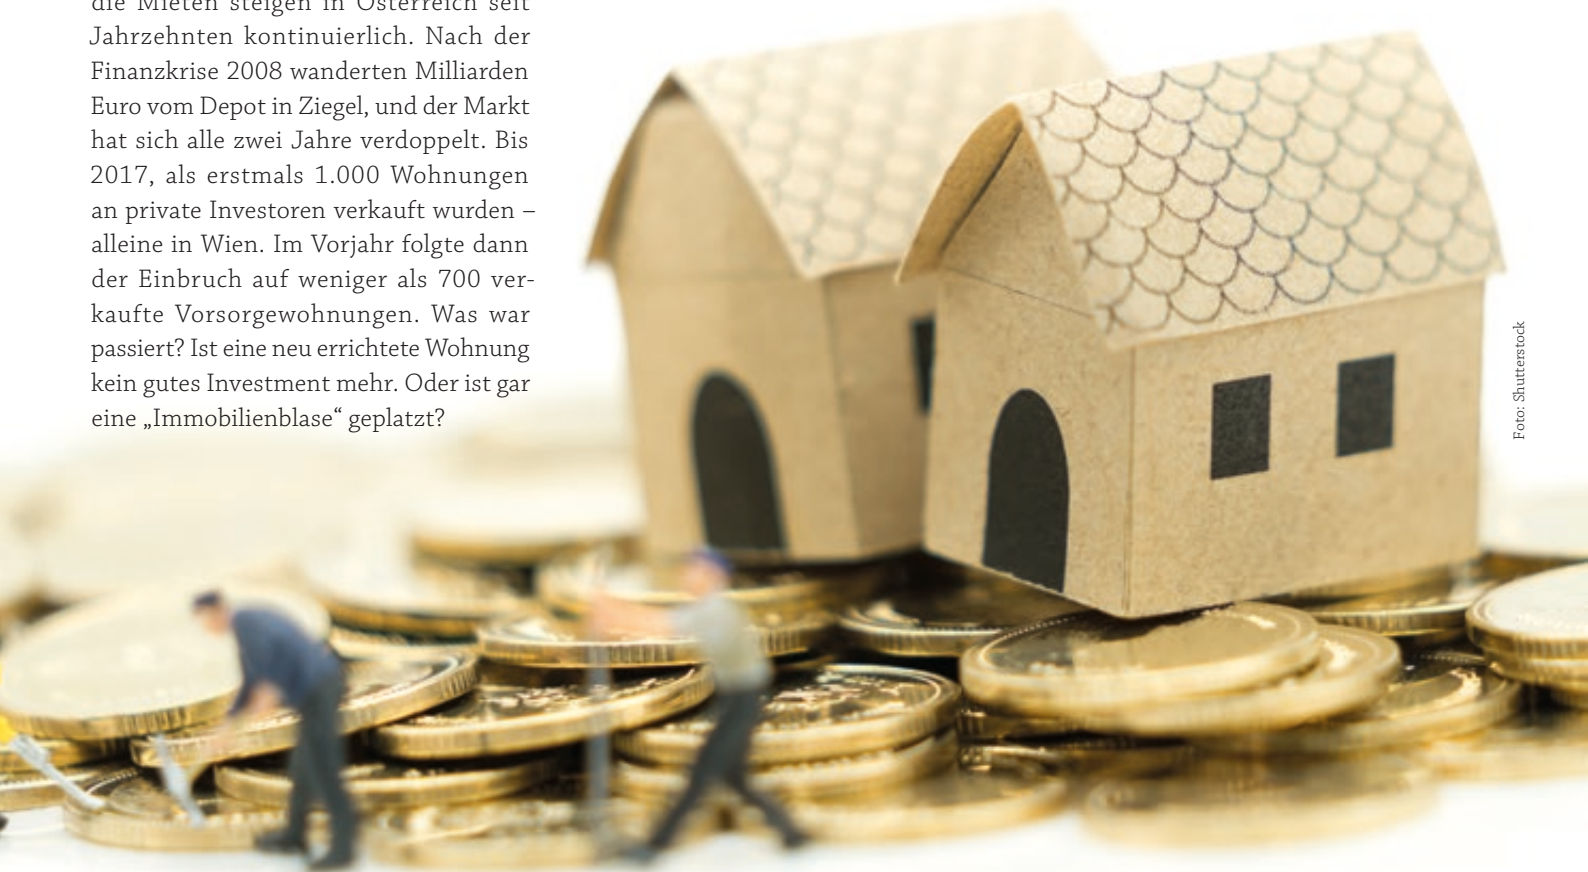 die Mieten steigen in Österreich seit
Jahrzehnten kontinuierlich. Nach der
Finanzkrise 2008 wanderten Milliarden
Euro vom Depot in Ziegel, und der Markt
hat sich alle zwei Jahre verdoppelt. Bis
2017, als erstmals 1.000 Wohnungen
an private Investoren verkauft wurden –
alleine in Wien. Im Vorjahr folgte dann
der Einbruch auf weniger als 700 ver-
kaufte Vorsorgewohnungen. Was war
passiert? Ist eine neu errichtete Wohnung
kein gutes Investment mehr. Oder ist gar
eine „Immobilienblase“ geplatzt?
Foto: Shutterstock